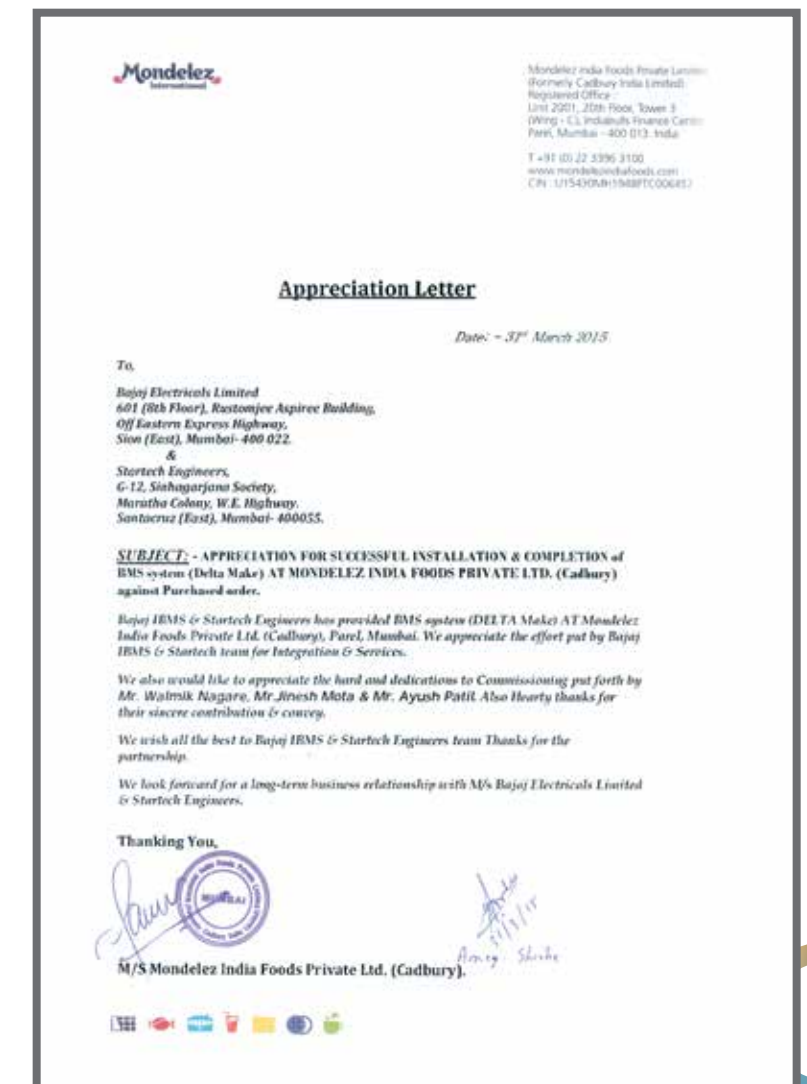 Mondelez
International
Mondelez India Foods Private Limited
(Formerly Cadbury India Limited)
Registered Office :
Unit 2001, 20th Floor, Tower 3
(Wing - C), Indiabulls Finance Centre
Parel, Mumbai - 400 013. India
T +91 (0) 22 3396 3100
www.mondelezindiafoods.com
CIN : U15430MH1948PTC006457
Appreciation Letter
Date: - 31st March 2015
To,
Bajaj Electricals Limited
601 (8th Floor), Rustomjee Aspiree Building,
Off Eastern Express Highway,
Sion (East), Mumbai- 400 022.
&
Startech Engineers,
G-12, Sinhagarjana Society,
Maratha Colony, W.E. Highway.
Santacruz (East), Mumbai- 400055.
SUBJECT: - APPRECIATION FOR SUCCESSFUL INSTALLATION & COMPLETION of
BMS system (Delta Make) AT MONDELEZ INDIA FOODS PRIVATE LTD. (Cadbury)
against Purchased order.
Bajaj IBMS & Startech Engineers has provided BMS system (DELTA Make) AT Mondelez
India Foods Private Ltd. (Cadbury), Parel, Mumbai. We appreciate the effort put by Bajaj
IBMS & Startech team for Integration & Services.
We also would like to appreciate the hard and dedications to Commissioning put forth by
Mr. Walmik Nagare, Mr.Jinesh Mota & Mr. Ayush Patil. Also Hearty thanks for
their sincere contribution & convey.
We wish all the best to Bajaj IBMS & Startech Engineers team Thanks for the
partnership.
We look forward for a long-term business relationship with M/s Bajaj Electricals Limited
& Startech Engineers.
Thanking You,
MUMBAI
31/3/15
M/S Mondelez India Foods Private Ltd. (Cadbury).